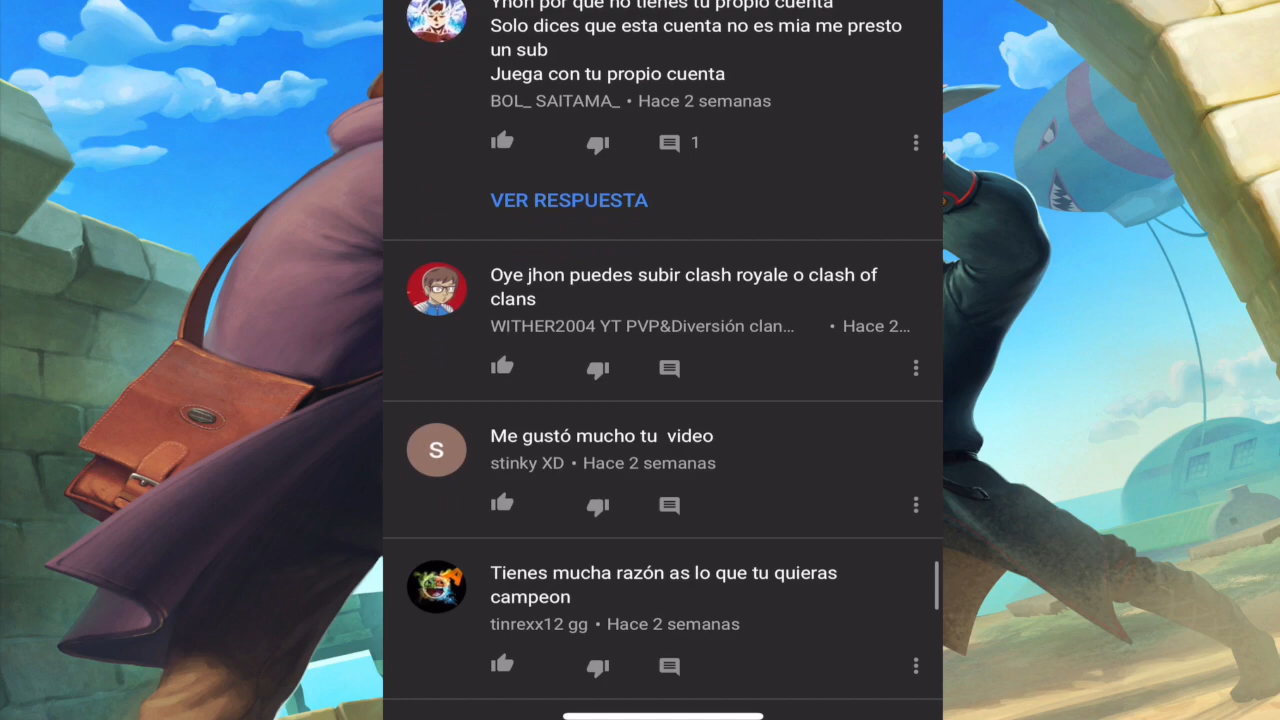 Yhon por que no tienes tu propio cuenta
Solo dices que esta cuenta no es mia me presto
un sub
Juega con tu propio cuenta
BOL_ SAITAMA_ • Hace 2 semanas
1
VER RESPUESTA
Oye jhon puedes subir clash royale o clash of
clans
WITHER2004 YT PVP&Diversión clan... • Hace 2...
S
Me gustó mucho tu  video
stinky XD • Hace 2 semanas
Tienes mucha razón as lo que tu quieras
campeon
tinrexx12 gg • Hace 2 semanas